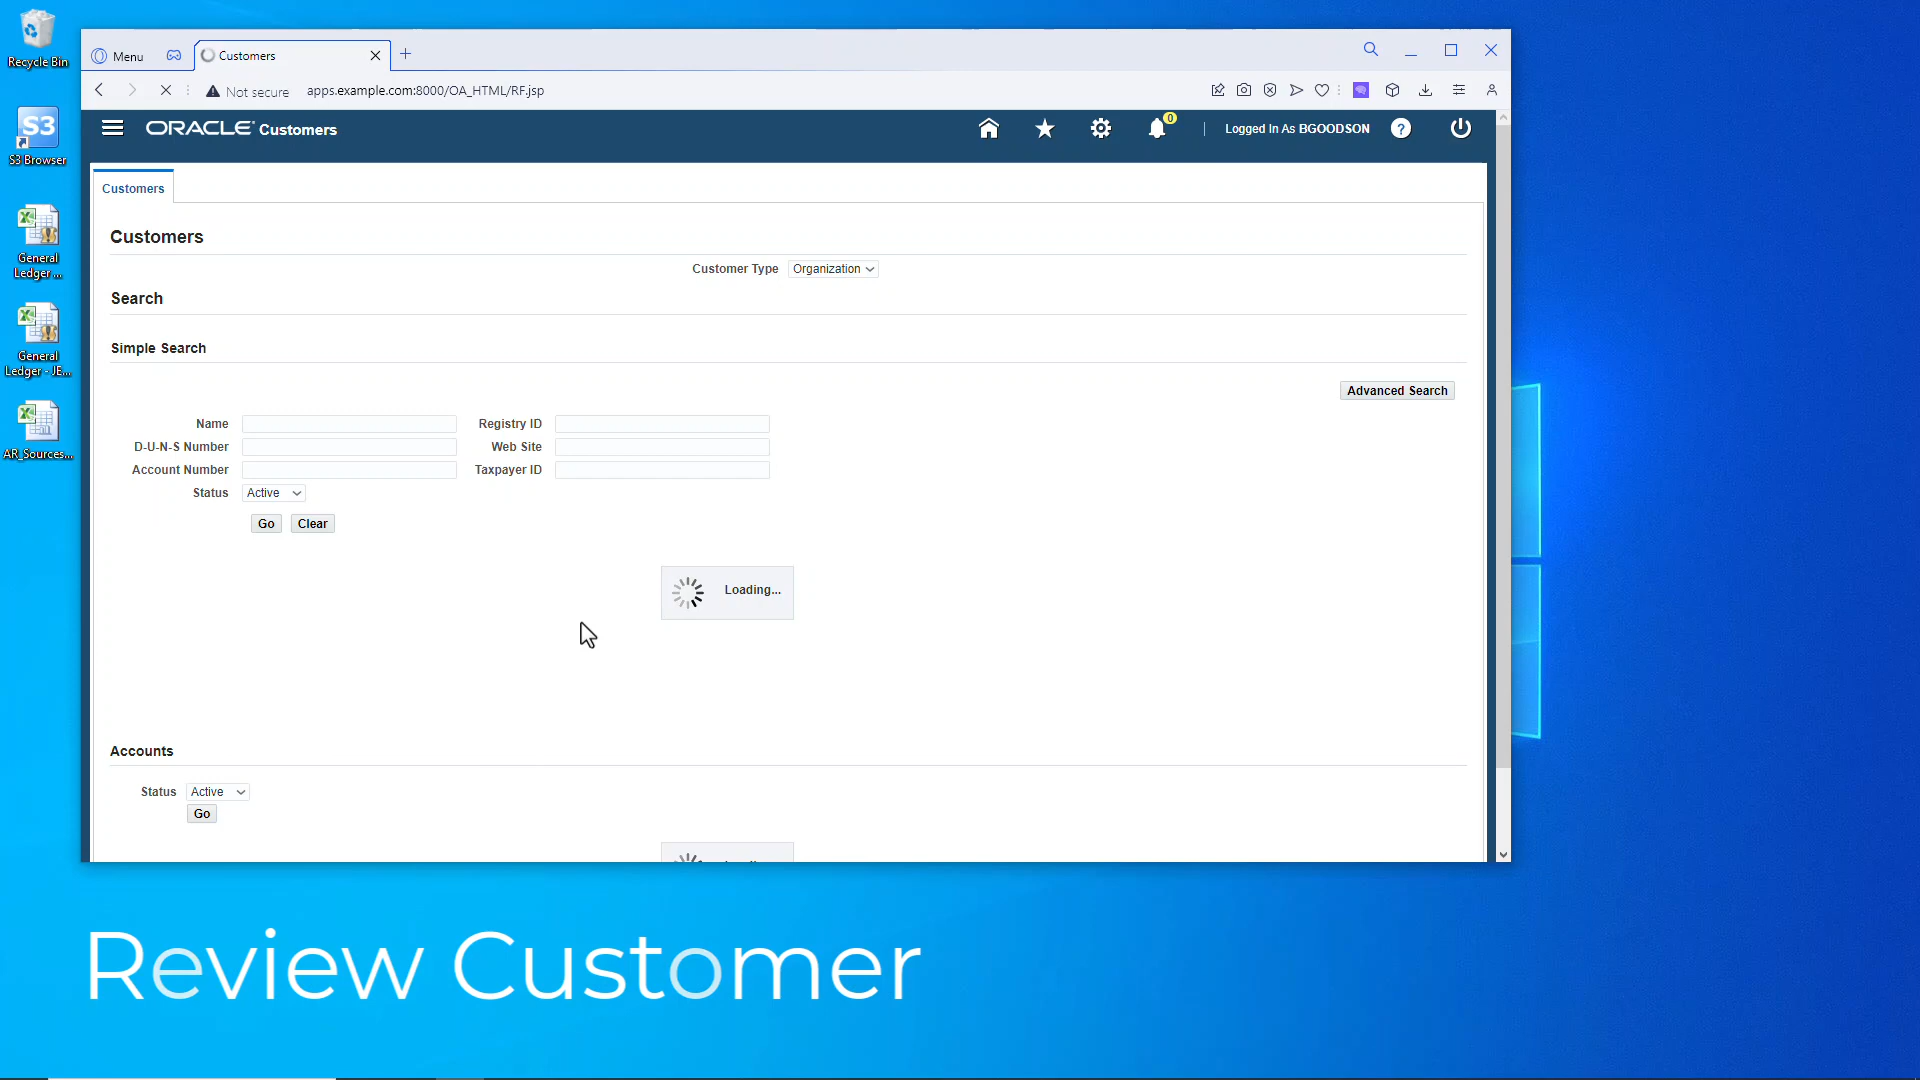 Recycle Bin
S3
S3 Browser
General
Ledger ...
General
Ledger - JE...
AR_Sources...
Menu
Customers
Not secure
apps.example.com:8000/OA_HTML/RF.jsp
ORACLE Customers
0
Logged In As BGOODSON
?
Customers
Customers
Customer Type
Organization
Search
Simple Search
Advanced Search
Name
Registry ID
D-U-N-S Number
Web Site
Account Number
Taxpayer ID
Status
Active
Go
Clear
Loading...
Accounts
Status
Active
Go
Review Customer